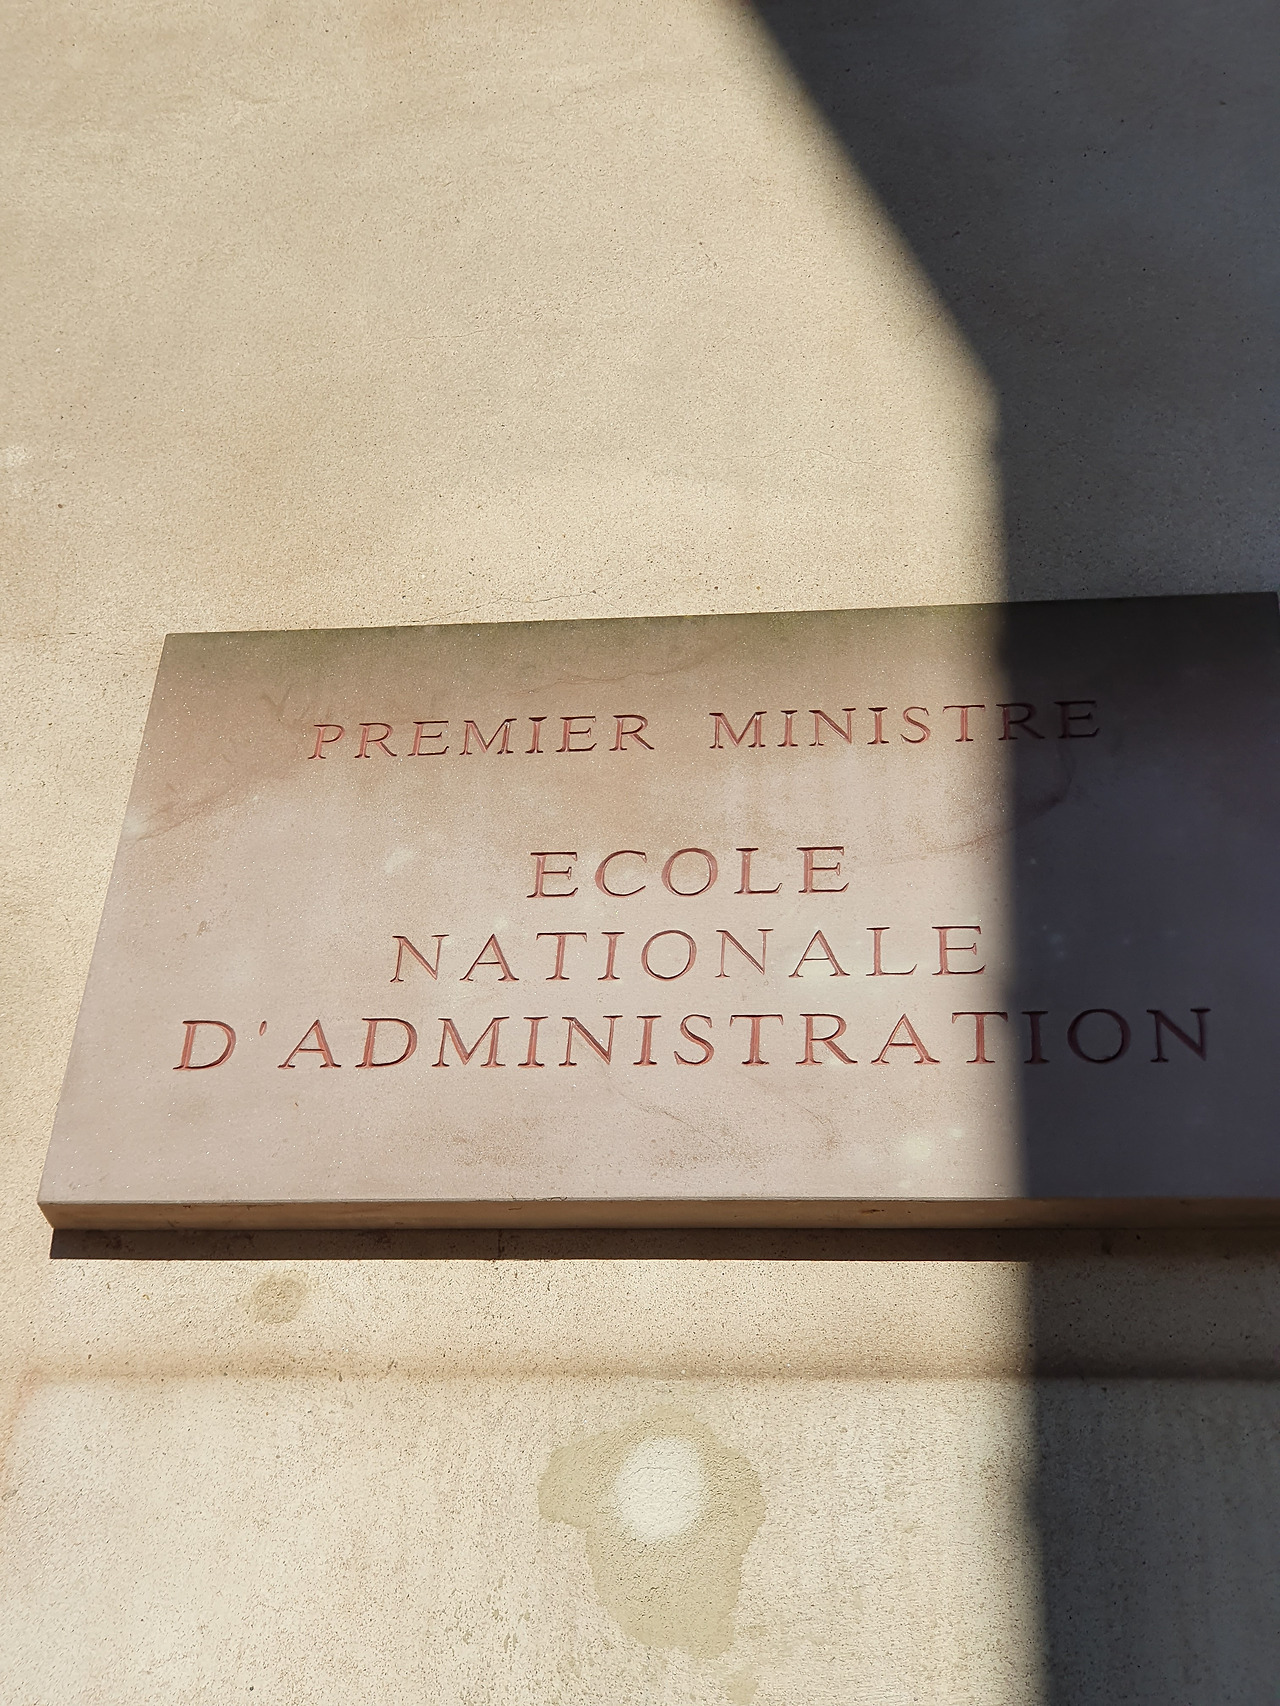 PREMIER MINISTRE
ECOLE
NATIONALE
D'ADMINISTRATION